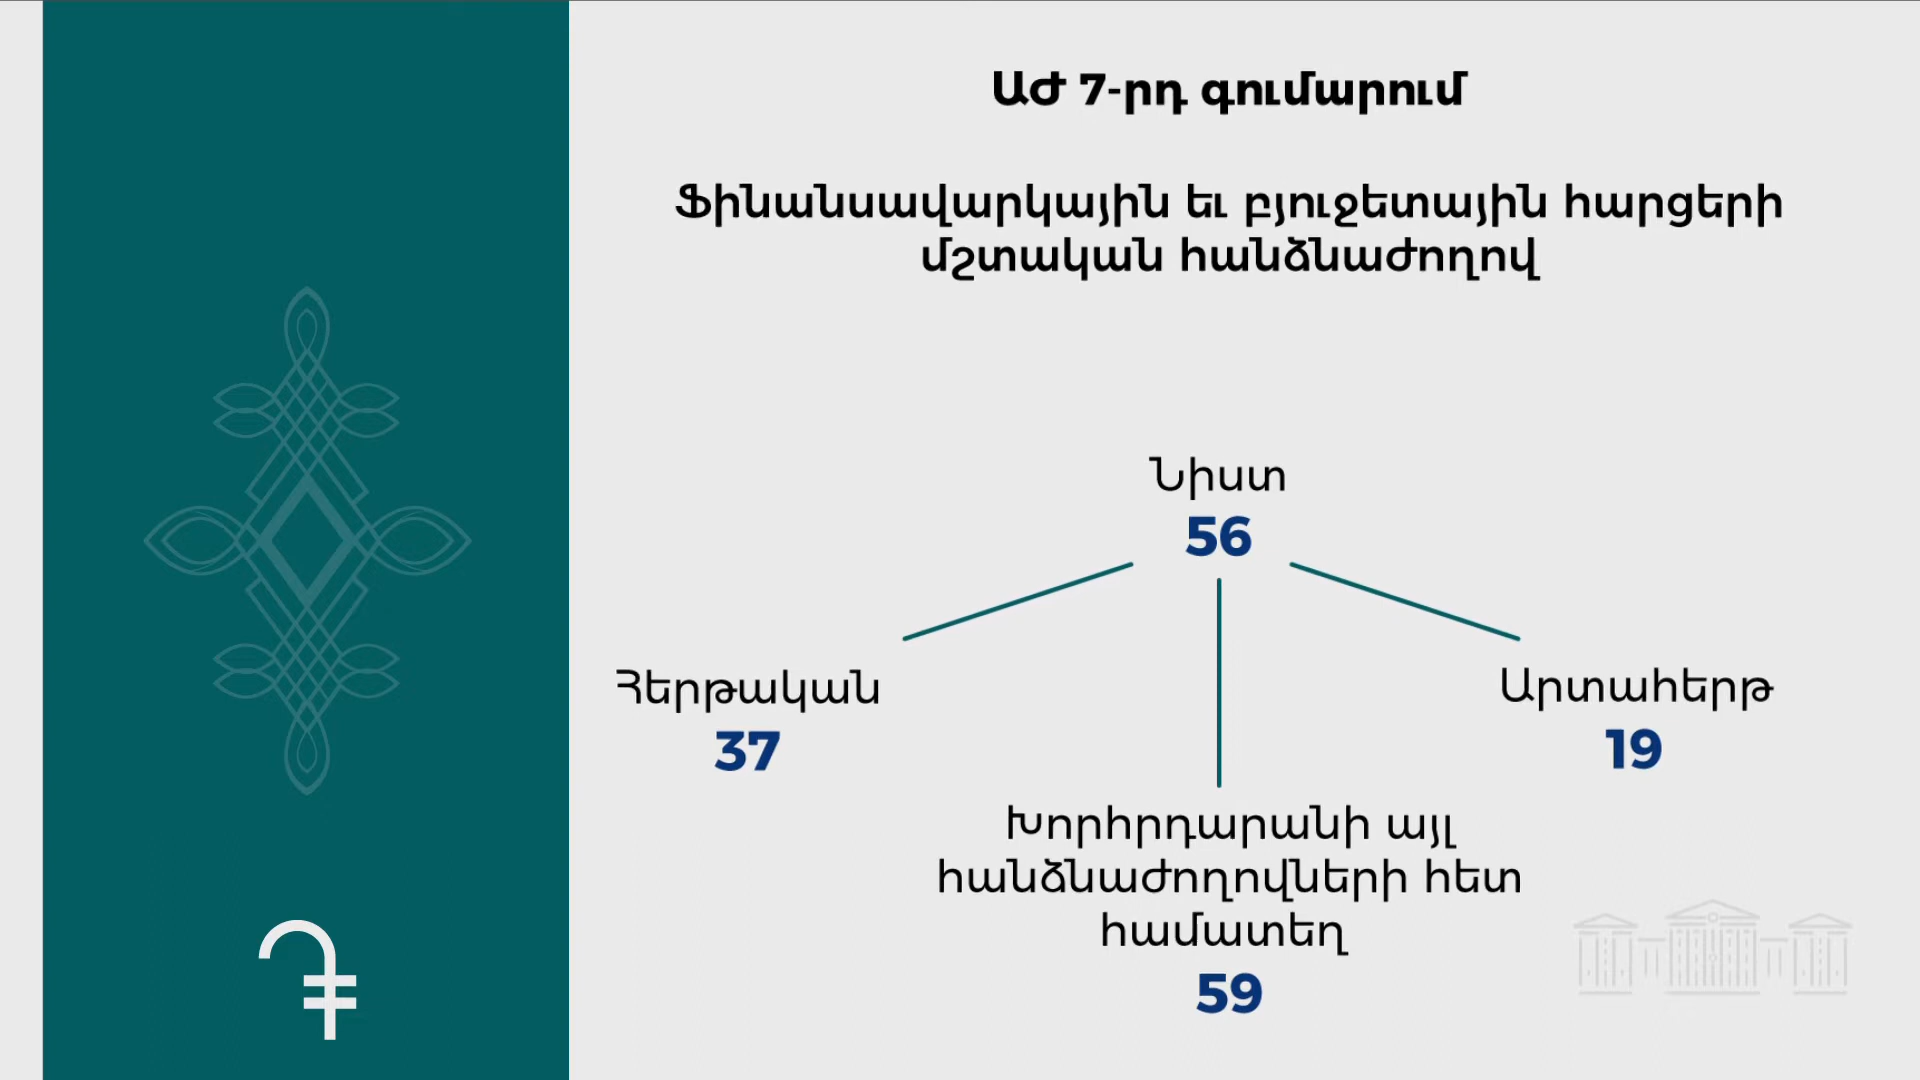 ԱԺ 7-րդ գումարում
Ֆինանսավարկային եւ բյուջետային հարցերի
մշտական հանձնաժողով
Նիստ
56
Հերթական
37
Արտահերթ
19
Խորհրդարանի այլ
հանձնաժողովների հետ
համատեղ
59
֏